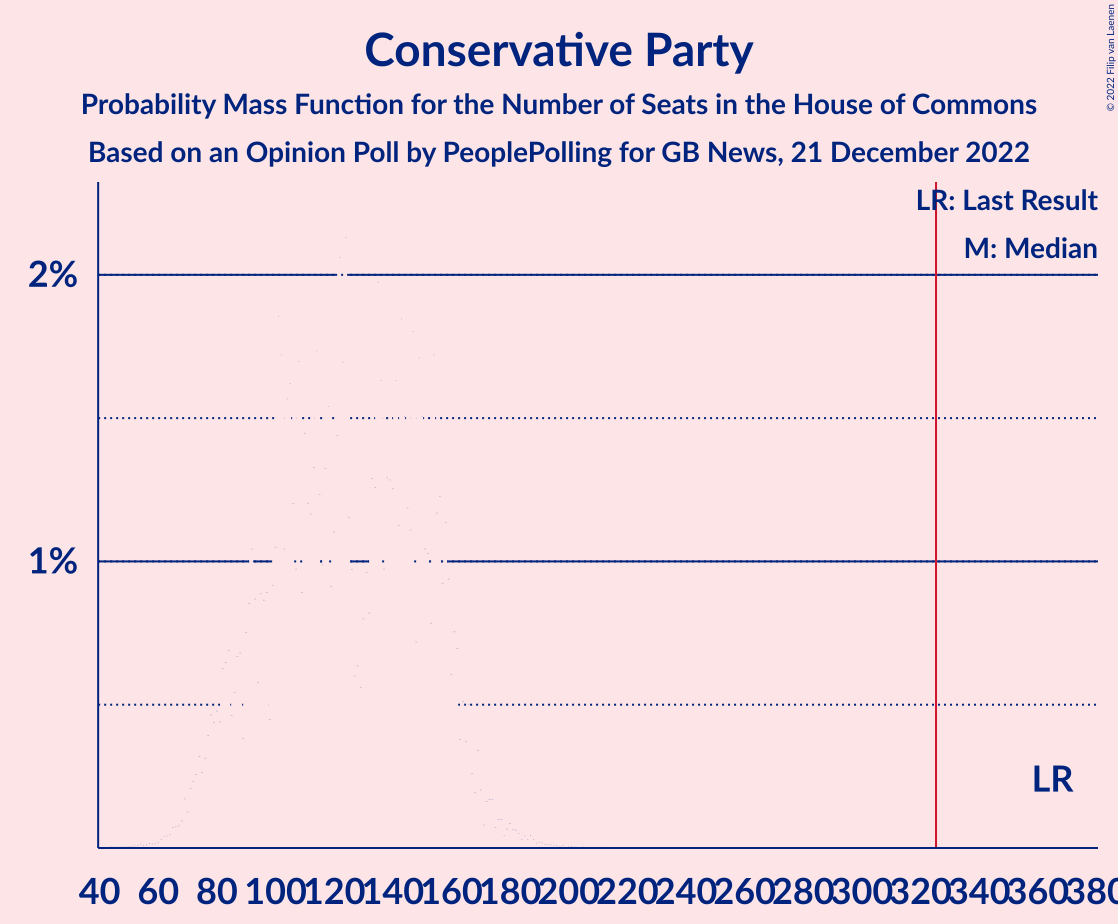 Conservative Party
Probability Mass Function for the Number of Seats in the House of Commons
Based on an Opinion Poll by PeoplePolling for GB News, 21 December 2022
© 2022 Filip van Laenen
LR: Last Result
M: Median
2%
1%
LR
40 60 80 100 120 140 160 180 200 220 240 260 280 300 320 340 360 380